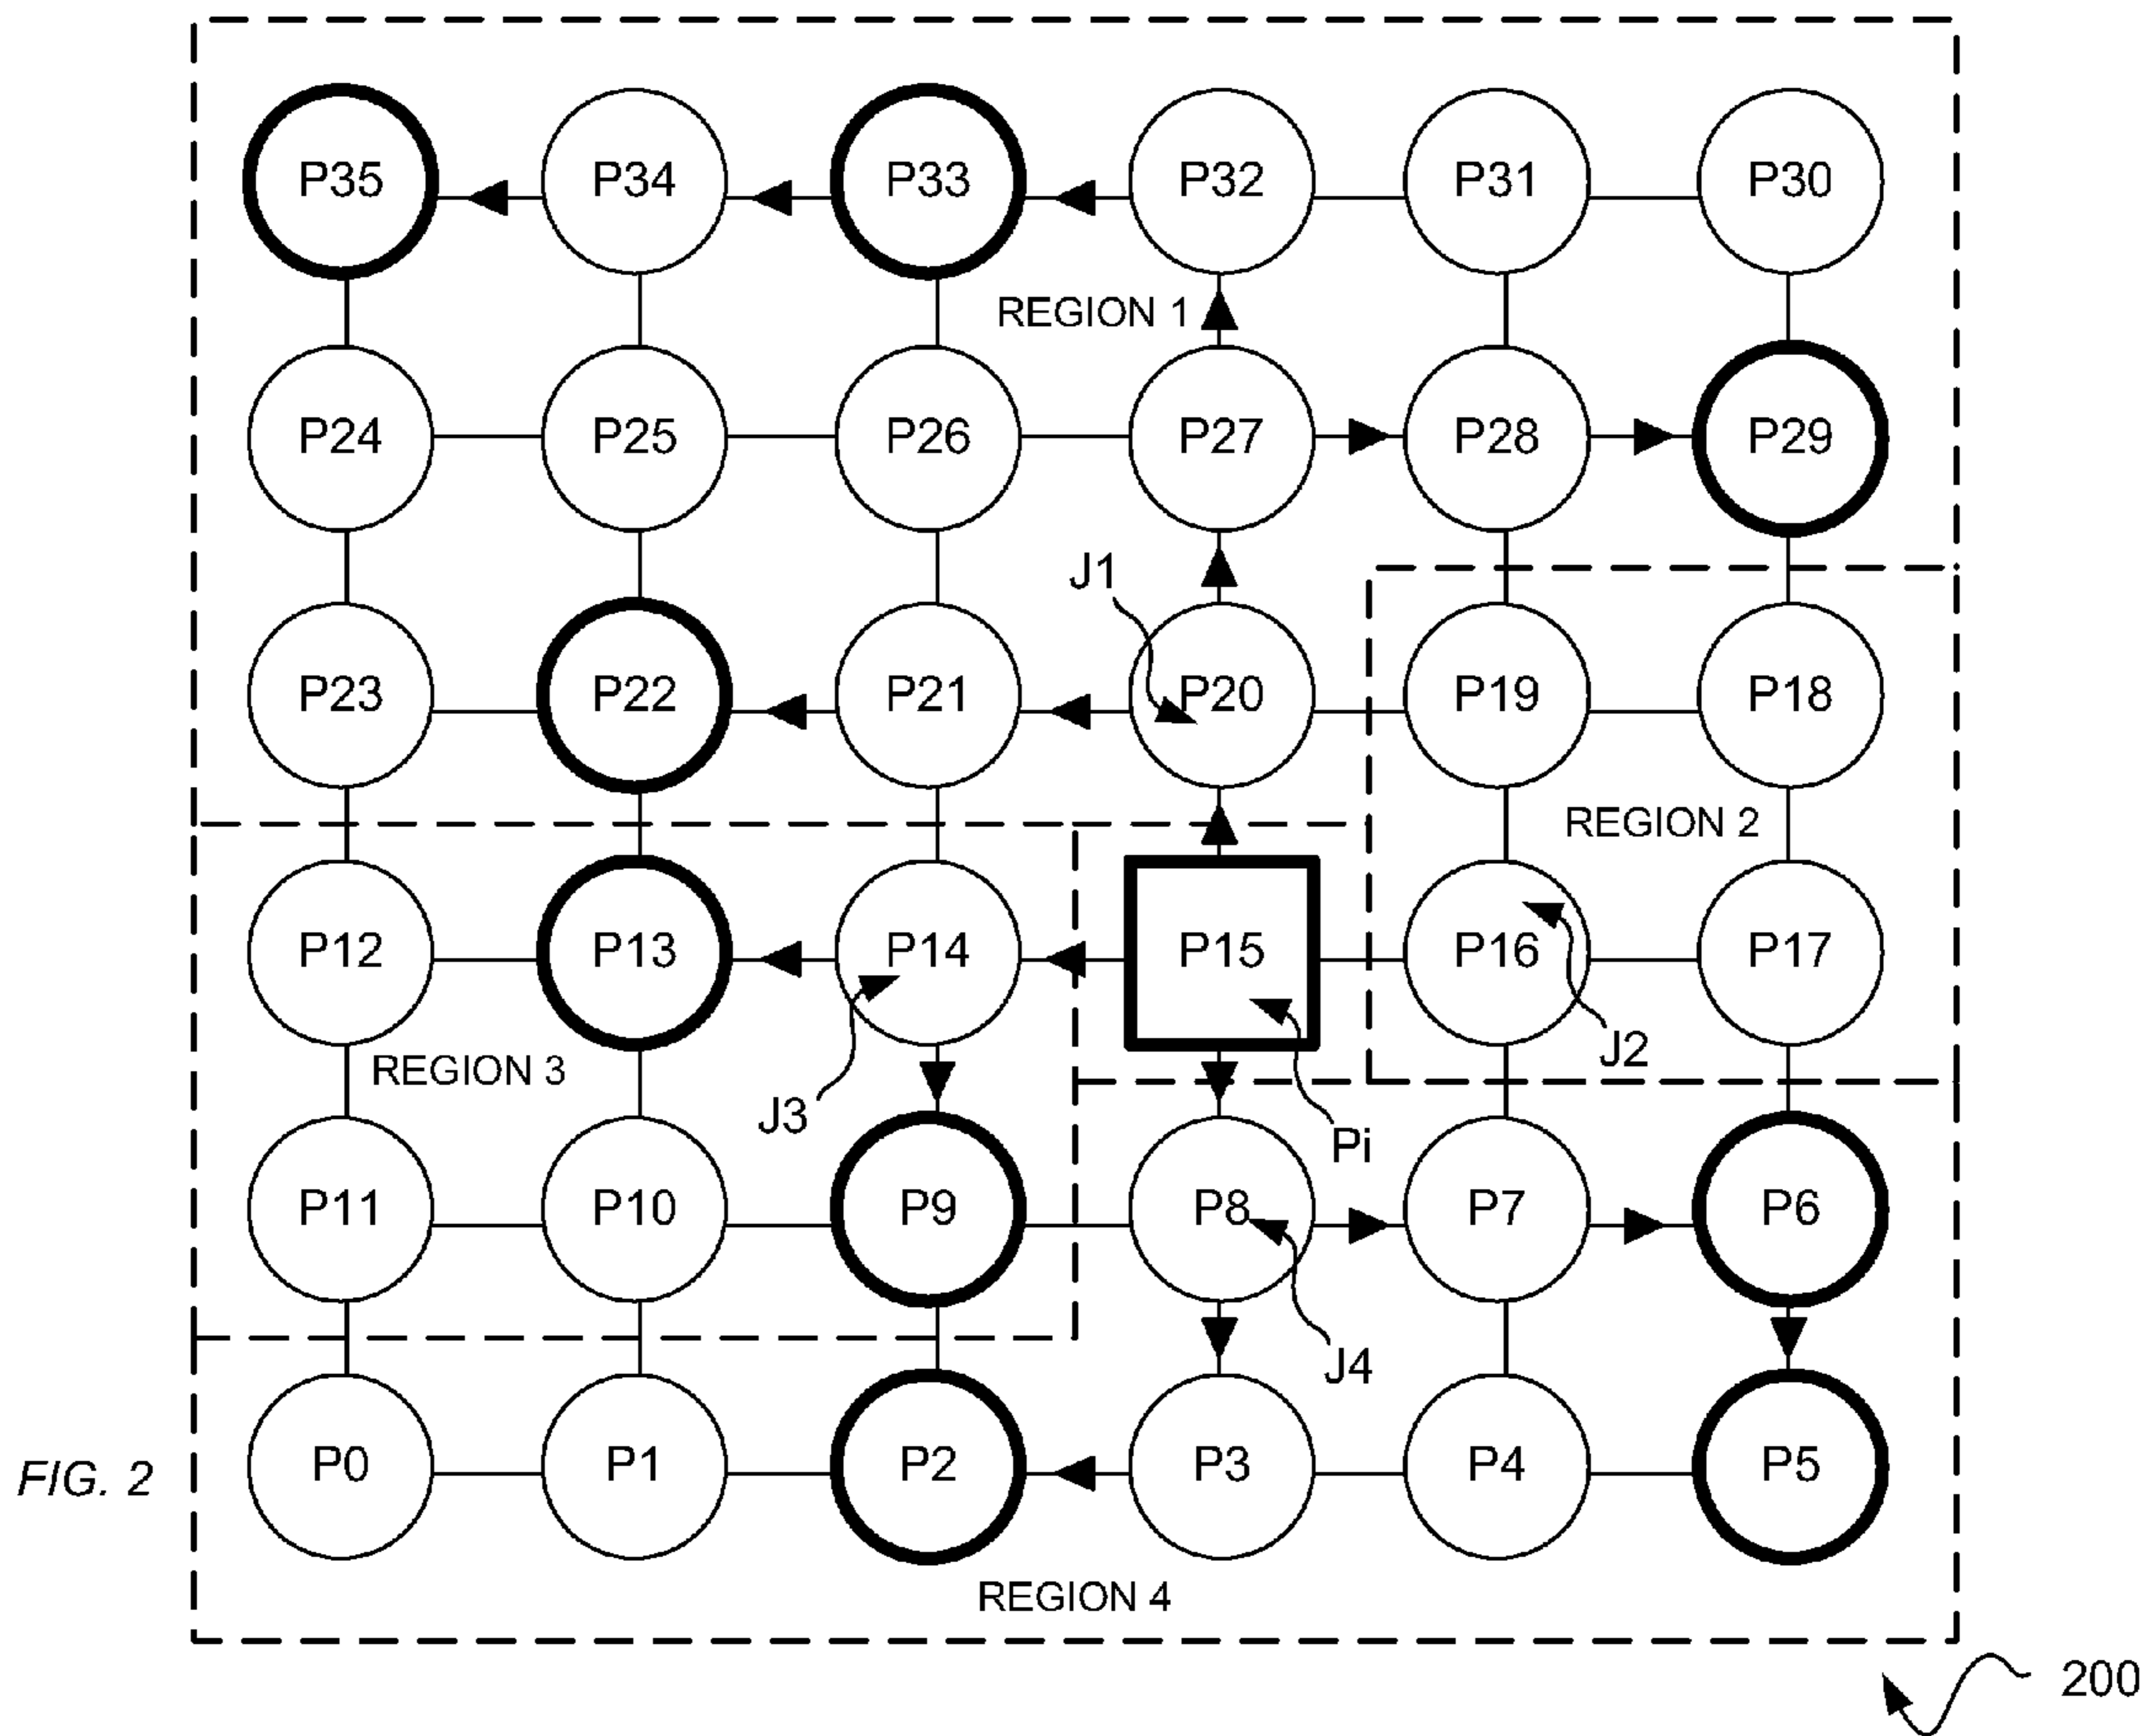 P35 P34 P33 P32 P31 P30
REGION 1
P24 P25 P26 P27 P28 P29
J1
P23 P22 P21 P20 P19 P18
REGION 2
P12 P13 P14 P15 P16 P17
J2
REGION 3
J3
Pi
P11 P10 P9 P8 P7 P6
J4
P0 P1 P2 P3 P4 P5
FIG. 2
REGION 4
200